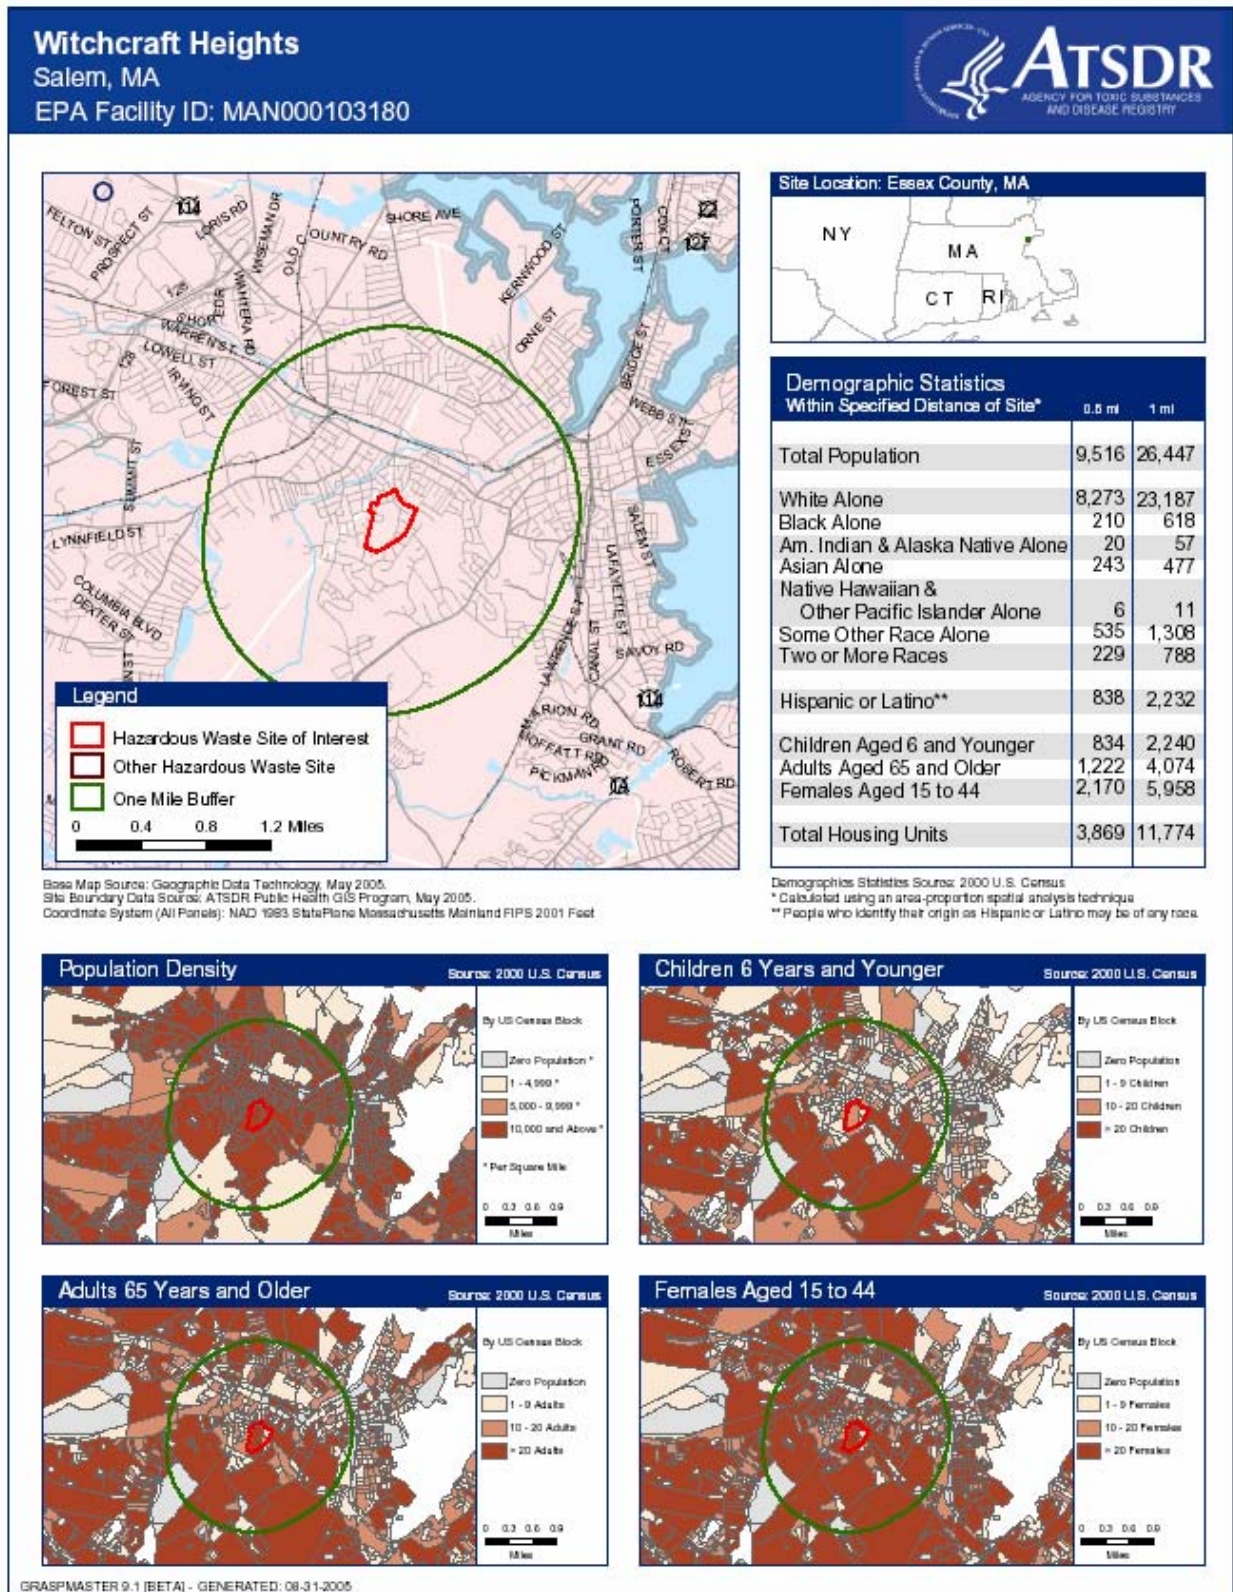 Witchcraft Heights
Salem, MA
EPA Facility ID: MAN000103180
ATSDR
AGENCY FOR TOXIC SUBSTANCES
AND DISEASE REGISTRY
FELTON ST
PROSPECT ST
114
LORIS RD
WISEMAN DR
OLD COUNTRY RD
SHORE AVE
KERNWOOD ST
PORTER ST
COX CT
22
127
128
SHORE DR
WAHTERA RD
WARREN ST
LOWELL ST
128
IRVING ST
FOREST ST
ORNE ST
BRIDGE ST
WEBB ST
ESSEX ST
SUMMIT ST
LYNNFIELD ST
COLUMBIA BLVD
DEXTER ST
SALEM ST
LAFAYETTE ST
LAWRENCE ST
CANAL ST
SAVOY RD
114
MARION RD
GRANT RD
MOFFATT RD
PICKMAN RD
ROBERT RD
1A
Legend
Hazardous Waste Site of Interest
Other Hazardous Waste Site
One Mile Buffer
0 0.4 0.8 1.2 Miles
Base Map Source: Geographic Data Technology, May 2005.
Site Boundary Data Source: ATSDR Public Health GIS Program, May 2005.
Coordinate System (All Panels): NAD 1983 StatePlane Massachusetts Mainland FIPS 2001 Feet
Site Location: Essex County, MA
NY
MA
CT
RI
Demographic Statistics
Within Specified Distance of Site* 0.5 mi 1 mi
Total Population 9,516 26,447
White Alone 8,273 23,187
Black Alone 210 618
Am. Indian & Alaska Native Alone 20 57
Asian Alone 243 477
Native Hawaiian &
Other Pacific Islander Alone 6 11
Some Other Race Alone 535 1,308
Two or More Races 229 788
Hispanic or Latino** 838 2,232
Children Aged 6 and Younger 834 2,240
Adults Aged 65 and Older 1,222 4,074
Females Aged 15 to 44 2,170 5,958
Total Housing Units 3,869 11,774
Demographics Statistics Source: 2000 U.S. Census
* Calculated using an area-proportion spatial analysis technique
** People who identify their origin as Hispanic or Latino may be of any race.
Population Density Source: 2000 U.S. Census
By US Census Block
Zero Population *
1 - 4,999 *
5,000 - 9,999 *
10,000 and Above *
* Per Square Mile
0 0.3 0.6 0.9
Miles
Children 6 Years and Younger Source: 2000 U.S. Census
By US Census Block
Zero Population
1 - 9 Children
10 - 20 Children
> 20 Children
0 0.3 0.6 0.9
Miles
Adults 65 Years and Older Source: 2000 U.S. Census
By US Census Block
Zero Population
1 - 9 Adults
10 - 20 Adults
> 20 Adults
0 0.3 0.6 0.9
Miles
Females Aged 15 to 44 Source: 2000 U.S. Census
By US Census Block
Zero Population
1 - 9 Females
10 - 20 Females
> 20 Females
0 0.3 0.6 0.9
Miles
GRASPMASTER 9.1 [BETA] - GENERATED: 08-31-2005